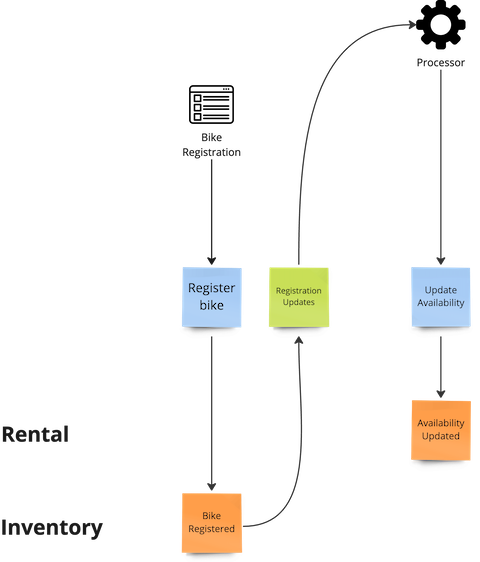 Processor
Bike
Registration
Register
bike
Registration
Updates
Update
Availability
Availability
Updated
Rental
Bike
Registered
Inventory